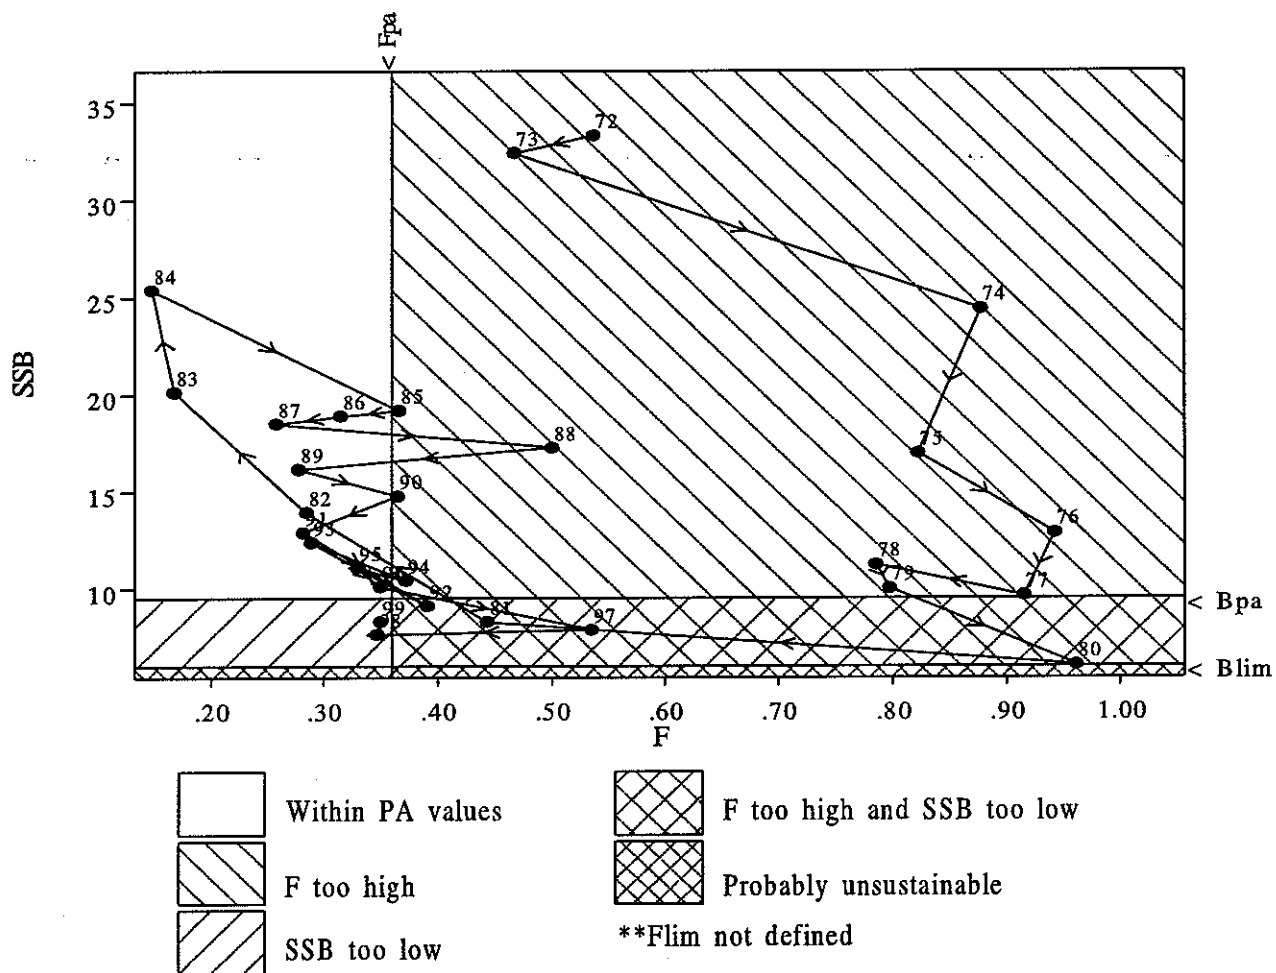 < Fpa
35
30
25
20
15
10
SSB
72
73
74
84
83
85
86
87
88
75
89
90
82
76
93
95
94
78
79
77
92
99
81
97
80
< Bpa
< Blim
.20 .30 .40 .50 .60 .70 .80 .90 1.00
F
Within PA values
F too high
SSB too low
F too high and SSB too low
Probably unsustainable
**Flim not defined